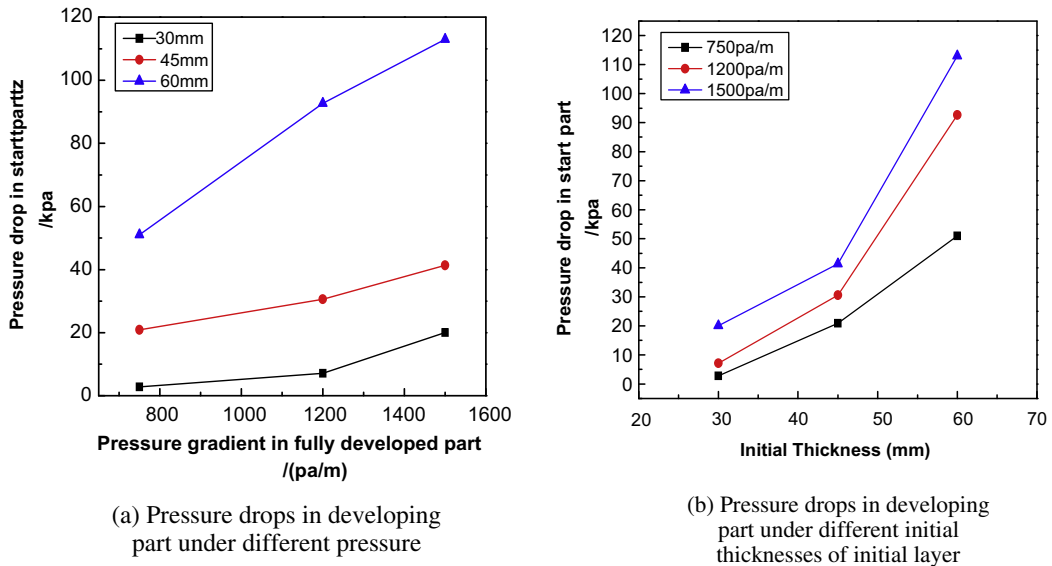 120
100
80
60
40
20
0
30mm
45mm
60mm
Pressure drop in starttparttz
/kpa
800
1000
1200
1400
1600
Pressure gradient in fully developed part
/(pa/m)
(a) Pressure drops in developing
part under different pressure
120
110
100
90
80
70
60
50
40
30
20
10
0
750pa/m
1200pa/m
1500pa/m
Pressure drop in start part
/kpa
20
30
40
50
60
70
Initial Thickness (mm)
(b) Pressure drops in developing
part under different initial
thicknesses of initial layer